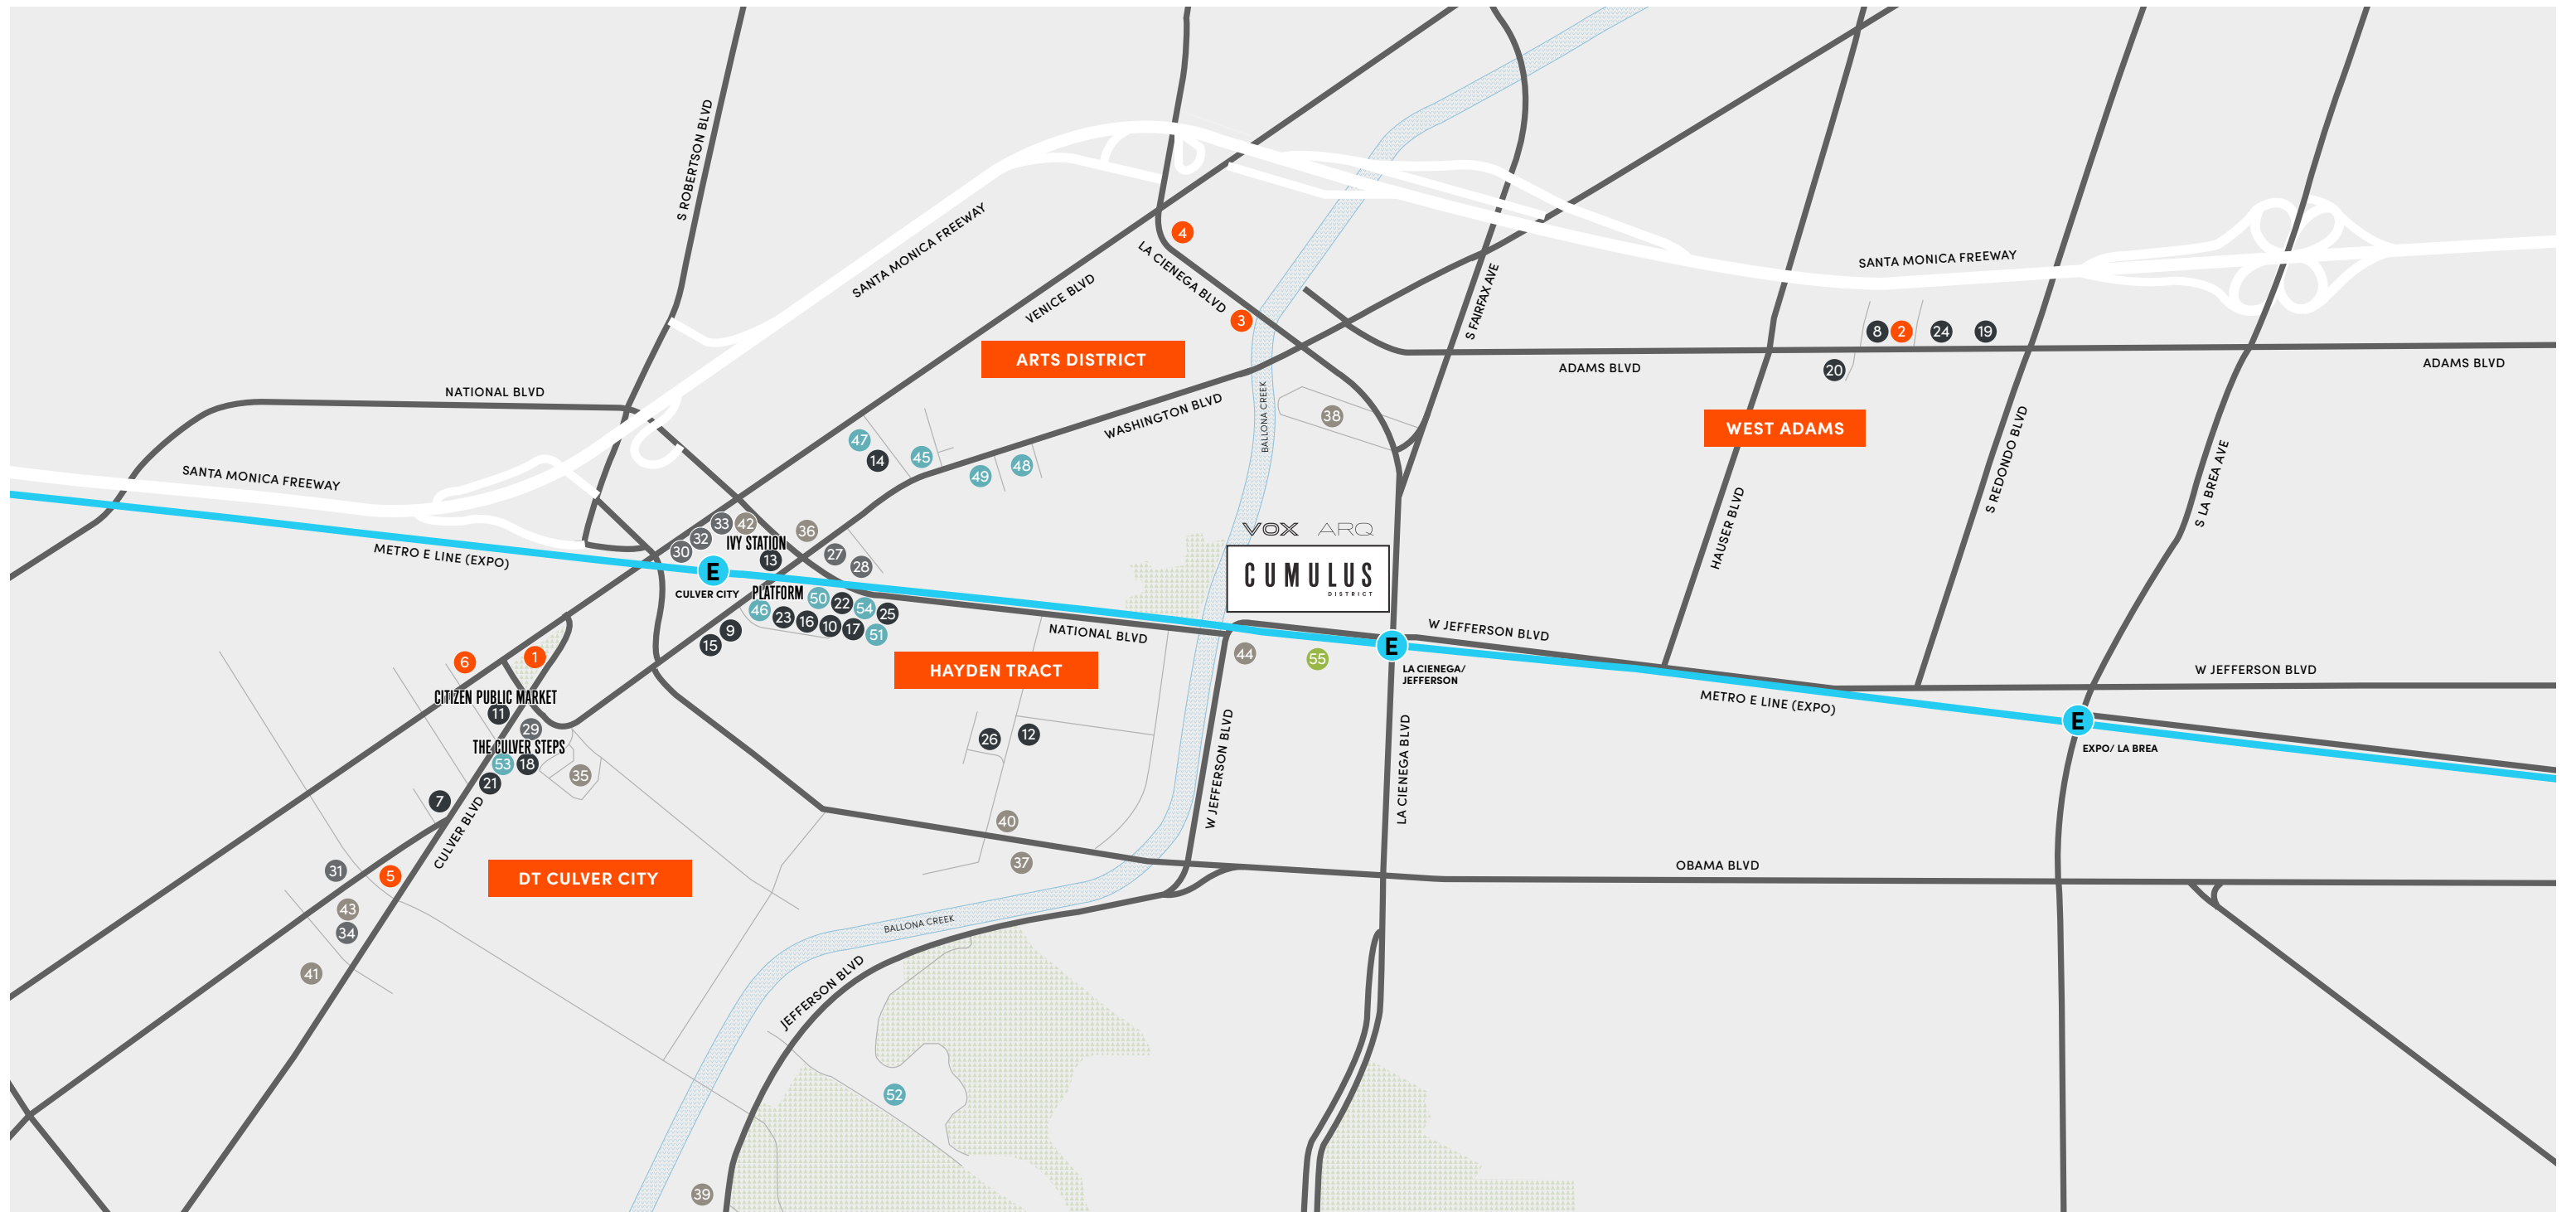 S ROBERTSON BLVD
SANTA MONICA FREEWAY
4
LA CIENEGA BLVD
VENICE BLVD
3
S FAIRFAX AVE
SANTA MONICA FREEWAY
8
2
24
19
20
ADAMS BLVD
ADAMS BLVD
ARTS DISTRICT
NATIONAL BLVD
WASHINGTON BLVD
BALLONA CREEK
38
WEST ADAMS
S REDONDO BLVD
S LA BREA AVE
HAUSER BLVD
47
14
45
49
48
SANTA MONICA FREEWAY
METRO E LINE (EXPO)
33
42
36
32
30
IVY STATION
13
27
28
E
CULVER CITY
PLATFORM
46
50
22
54
25
23
16
10
17
51
9
15
VOX ARQ
CUMULUS
DISTRICT
NATIONAL BLVD
44
55
E
LA CIENEGA/
JEFFERSON
W JEFFERSON BLVD
METRO E LINE (EXPO)
W JEFFERSON BLVD
E
EXPO/ LA BREA
HAYDEN TRACT
6
1
CITIZEN PUBLIC MARKET
11
29
THE CULVER STEPS
53
18
21
35
7
CULVER BLVD
26
12
W JEFFERSON BLVD
LA CIENEGA BLVD
40
37
OBAMA BLVD
31
5
DT CULVER CITY
43
34
41
BALLONA CREEK
JEFFERSON BLVD
52
39